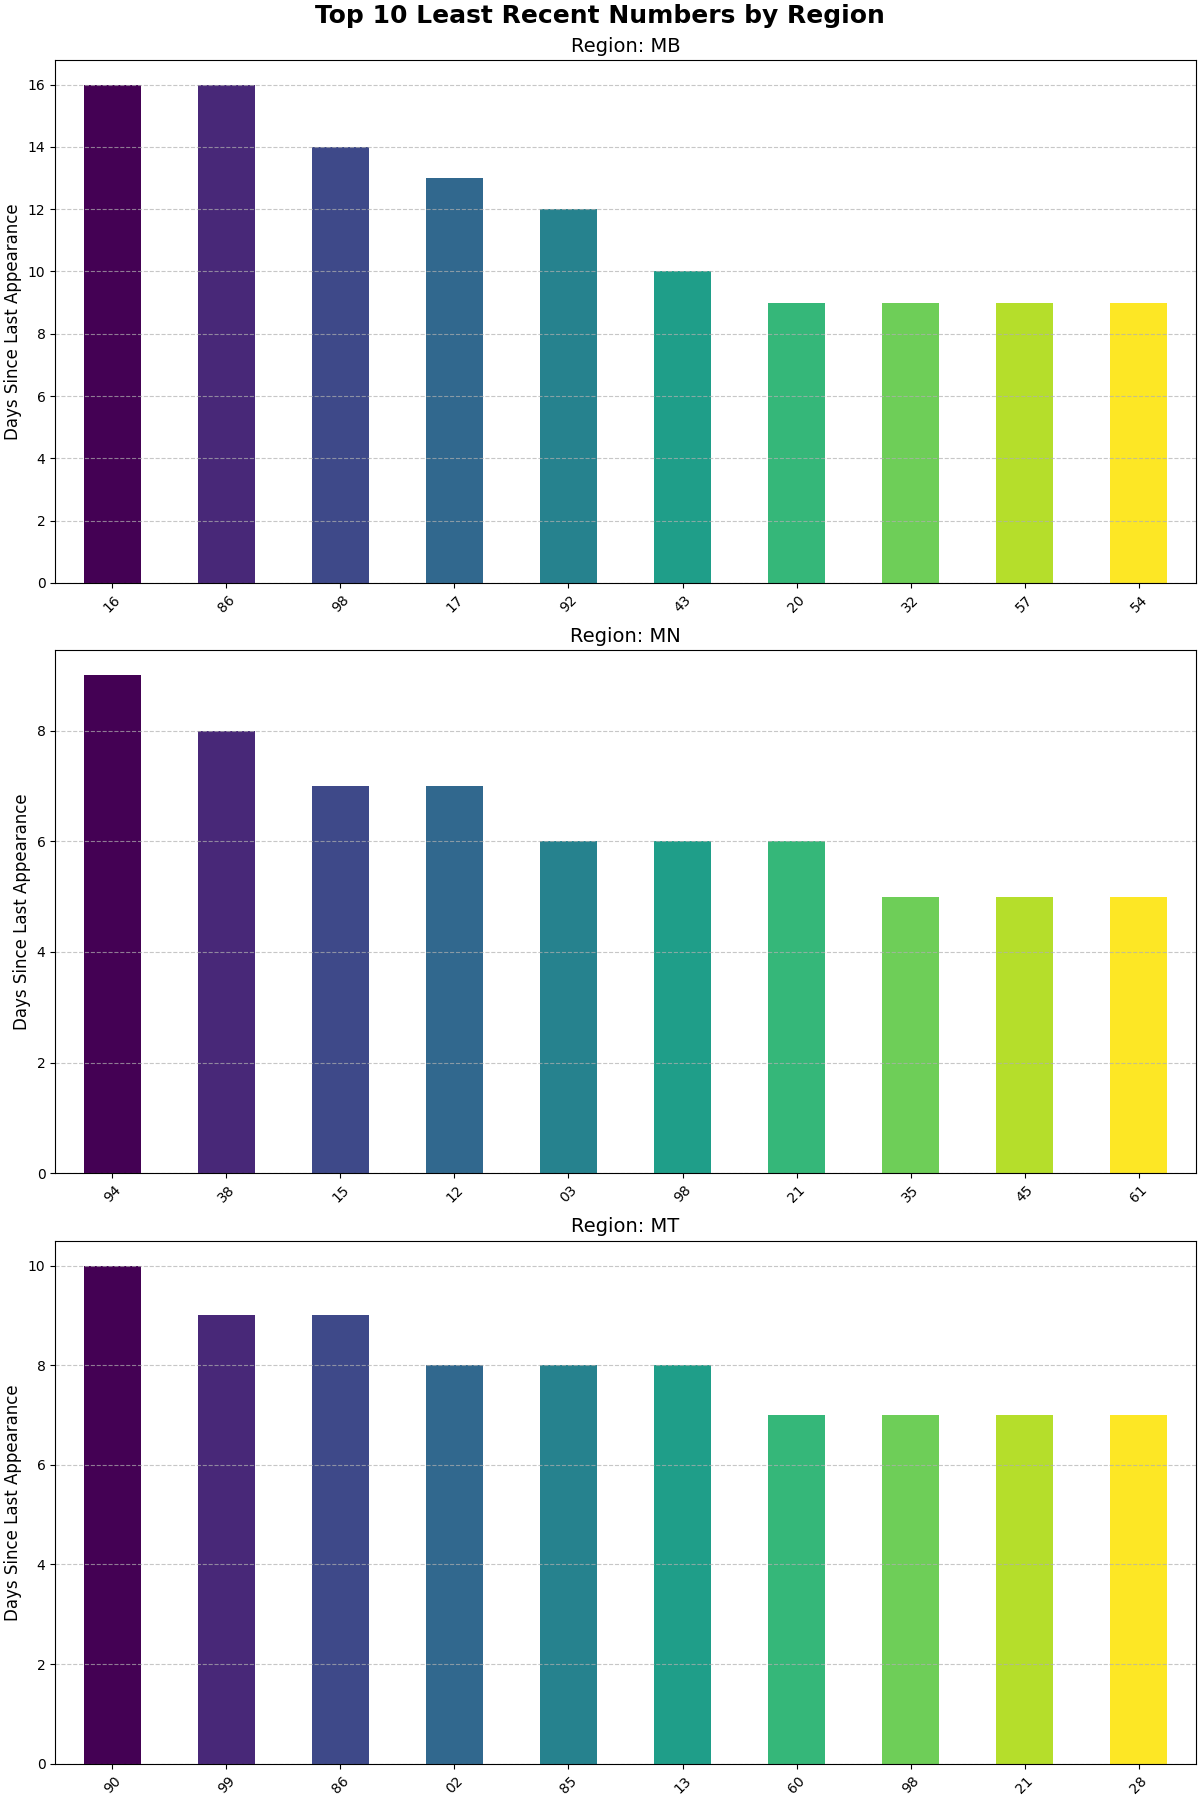 Top 10 Least Recent Numbers by Region
Region: MB
Days Since Last Appearance
16
14
12
10
8
6
4
2
0
16 86 98 17 92 43 20 32 57 54
Region: MN
Days Since Last Appearance
8
6
4
2
0
94 38 15 12 03 98 21 35 45 61
Region: MT
Days Since Last Appearance
10
8
6
4
2
0
90 99 86 02 85 13 60 98 21 28